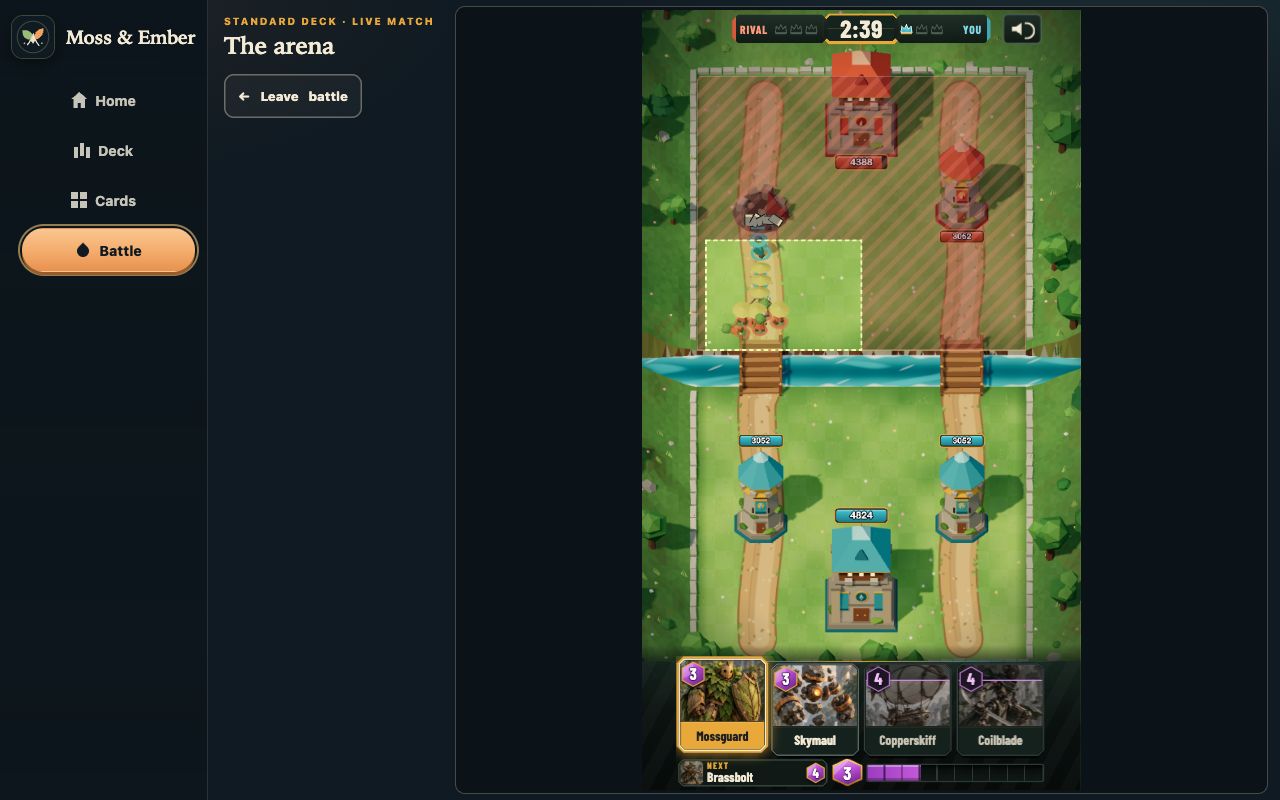 Moss & Ember
Home
Deck
Cards
Battle
STANDARD DECK · LIVE MATCH
The arena
← Leave battle
RIVAL
2:39
YOU
4388
3052
3052
3052
4824
3
Mossguard
3
Skymaul
4
Copperskiff
4
Coilblade
NEXT
Brassbolt
4
3